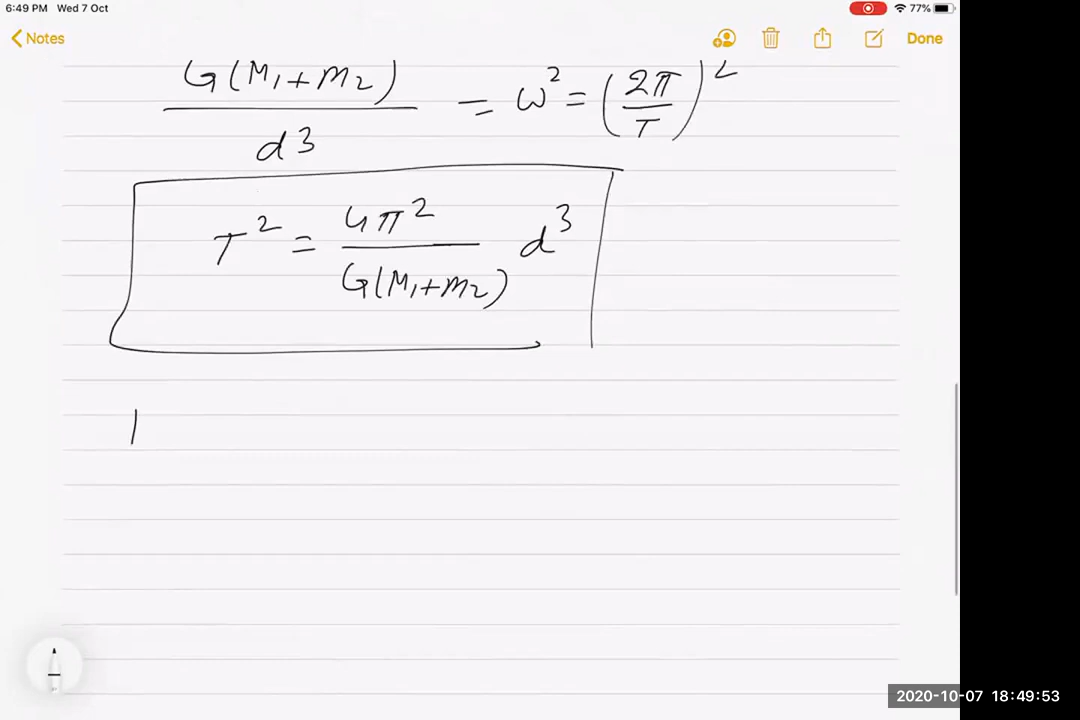 6:49 PM Wed 7 Oct 77%
Notes Done
G(M₁+m₂) / d³ = ω² = (2π/T)²
T² = 4π² / G(M₁+m₂) d³
2020-10-07 18:49:53